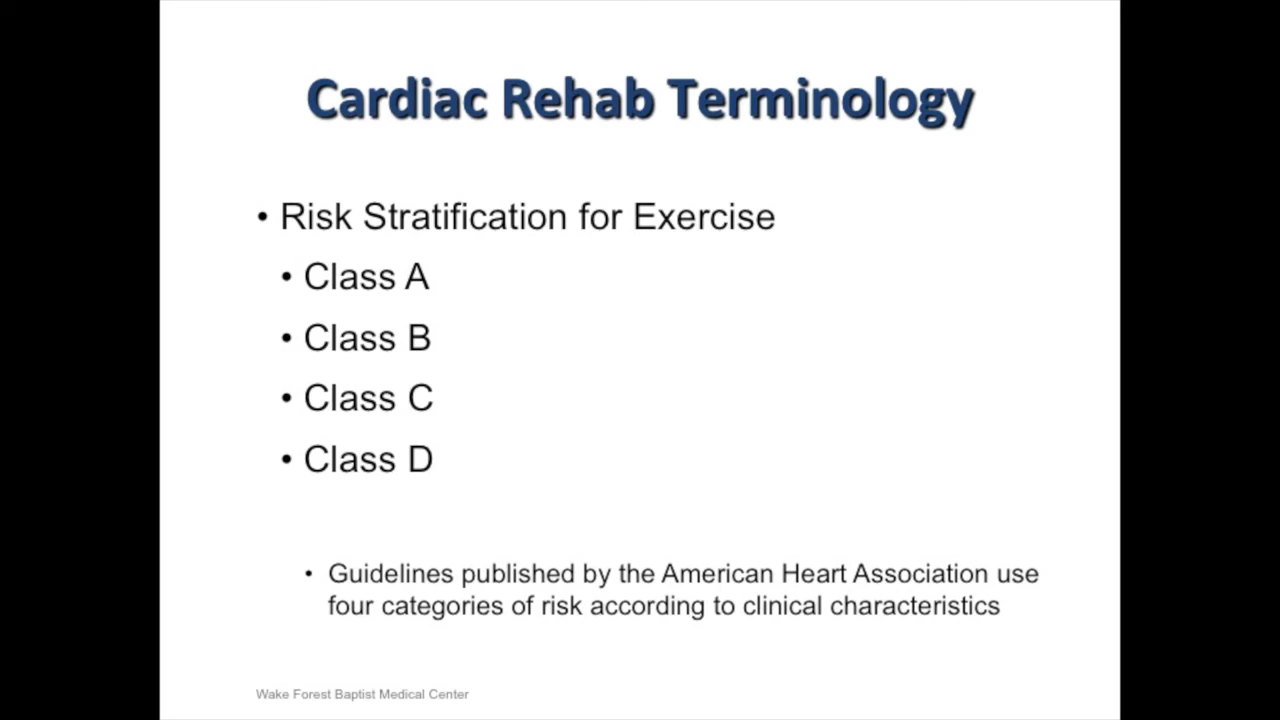 Cardiac Rehab Terminology
• Risk Stratification for Exercise
• Class A
• Class B
• Class C
• Class D
• Guidelines published by the American Heart Association use
four categories of risk according to clinical characteristics
Wake Forest Baptist Medical Center